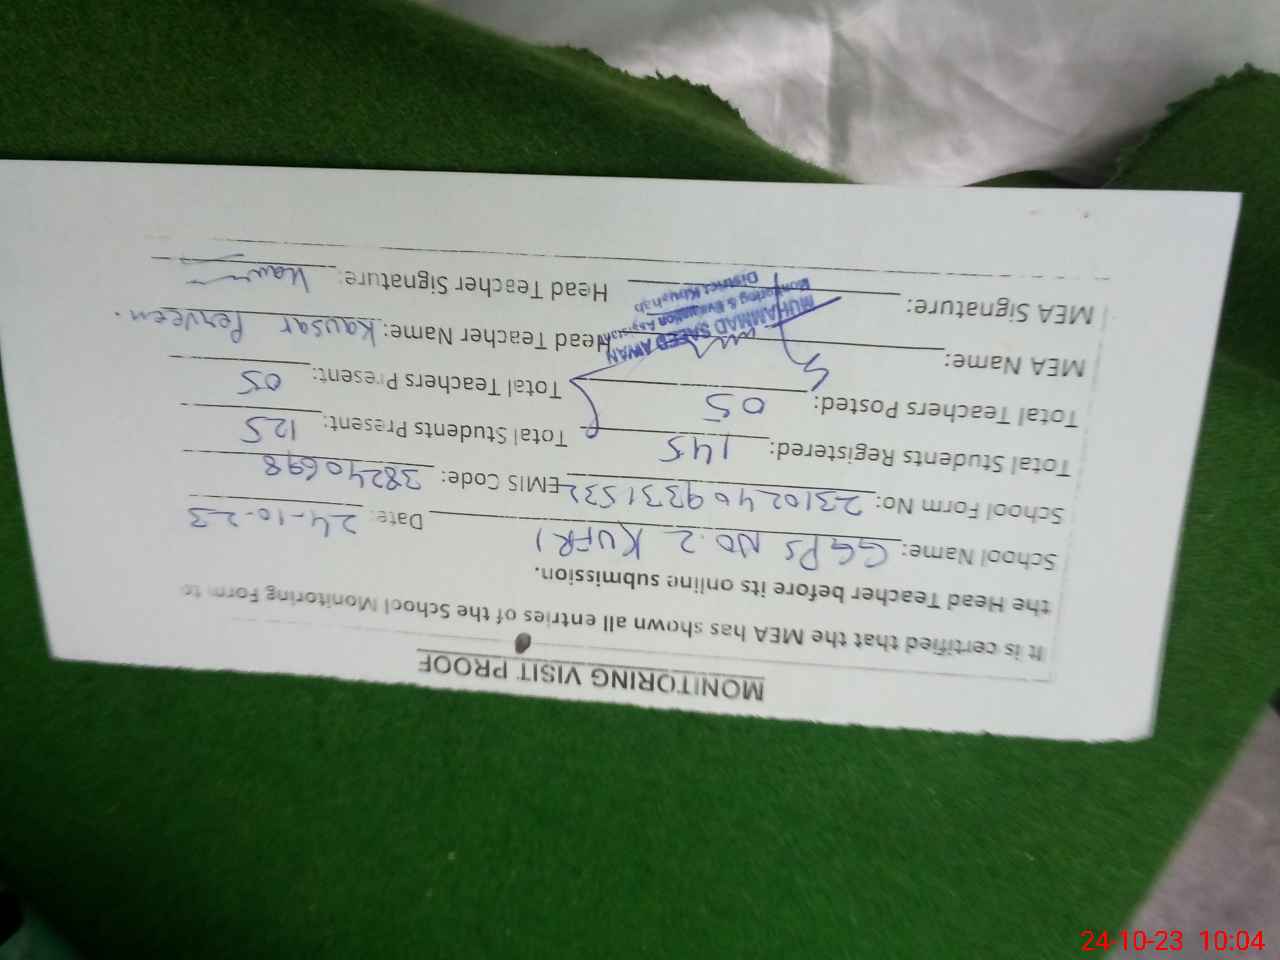 MONITORING VISIT PROOF
It is certified that the MEA has shown all entries of the School Monitoring Form to
the Head Teacher before its online submission.
School Name: GGPS NO.2 KUFRI Date: 24-10-23
School Form No: 23102409331532 EMIS Code: 38240698
Total Students Registered: 145 Total Students Present: 125
Total Teachers Posted: 05 Total Teachers Present: 05
MEA Name: Head Teacher Name: Kausar Perveen.
MUHAMMAD SAEED AWAN
Monitoring & Evaluation Assistant
District Khushab
MEA Signature: Head Teacher Signature:
24-10-23 10:04